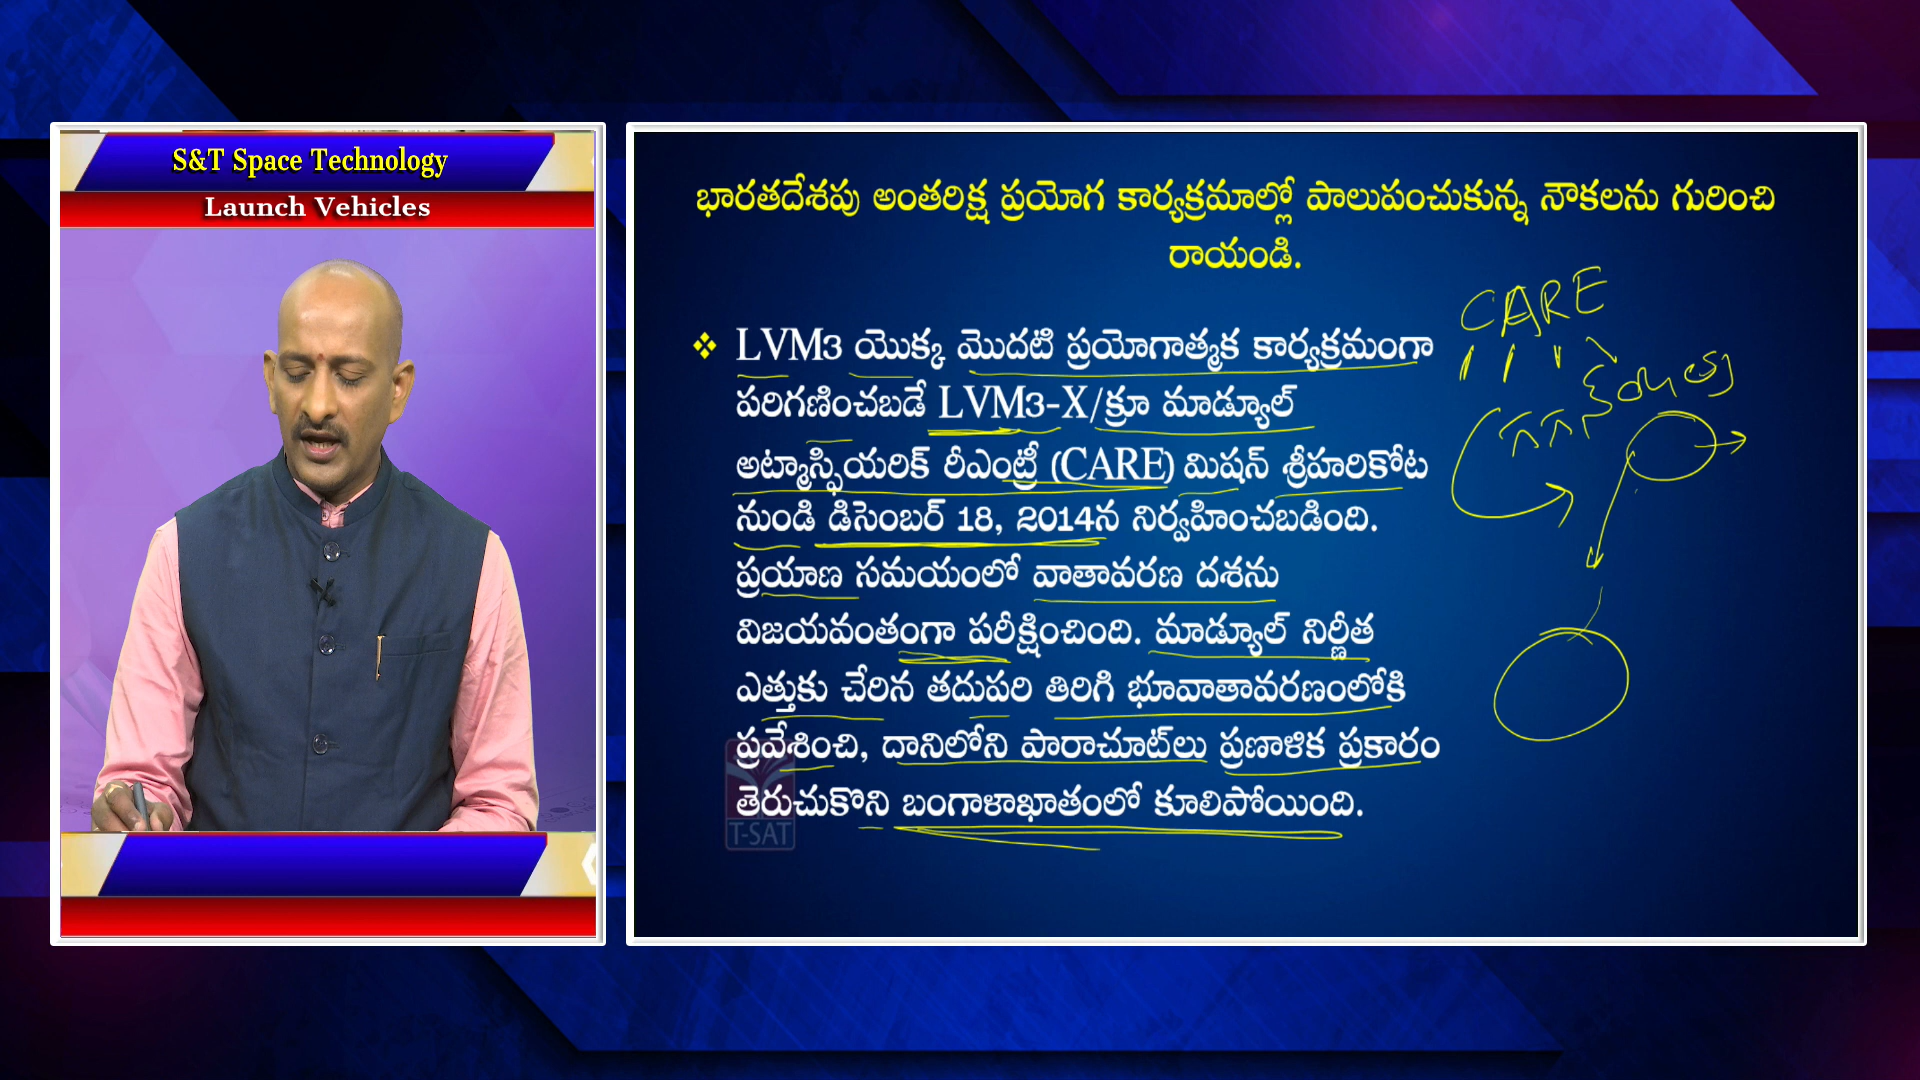 S&T Space Technology
Launch Vehicles
భారతదేశపు అంతరిక్ష ప్రయోగ కార్యక్రమాల్లో పాలుపంచుకున్న నౌకలను గురించి
రాయండి.
❖ LVM3 యొక్క మొదటి ప్రయోగాత్మక కార్యక్రమంగా
పరిగణించబడే LVM3-X/క్రూ మాడ్యూల్
అట్మాస్ఫియరిక్ రీఎంట్రీ (CARE) మిషన్ శ్రీహరికోట
నుండి డిసెంబర్ 18, 2014న నిర్వహించబడింది.
ప్రయాణ సమయంలో వాతావరణ దశను
విజయవంతంగా పరీక్షించింది. మాడ్యూల్ నిర్ణీత
ఎత్తుకు చేరిన తదుపరి తిరిగి భూవాతావరణంలోకి
ప్రవేశించి, దానిలోని పారాచూట్‌లు ప్రణాళిక ప్రకారం
తెరుచుకొని బంగాళాఖాతంలో కూలిపోయింది.
CARE
T-SAT